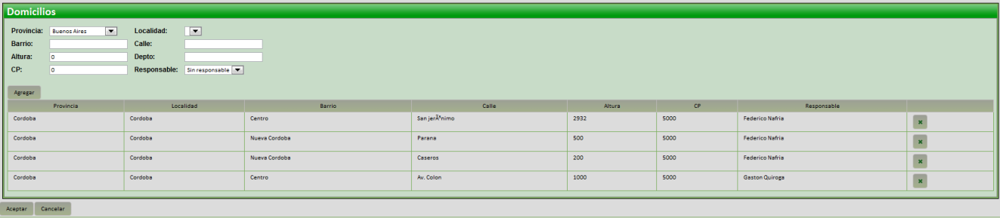 Domicilios
Provincia: Buenos Aires Localidad:
Barrio: Calle:
Altura: 0 Depto:
CP: 0 Responsable: Sin responsable
Agregar
Provincia Localidad Barrio Calle Altura CP Responsable
Cordoba Cordoba Centro San jerÃ³nimo 2932 5000 Federico Nafria
Cordoba Cordoba Nueva Cordoba Parana 500 5000 Federico Nafria
Cordoba Cordoba Nueva Cordoba Caseros 200 5000 Federico Nafria
Cordoba Cordoba Centro Av. Colon 1000 5000 Gaston Quiroga
Aceptar Cancelar